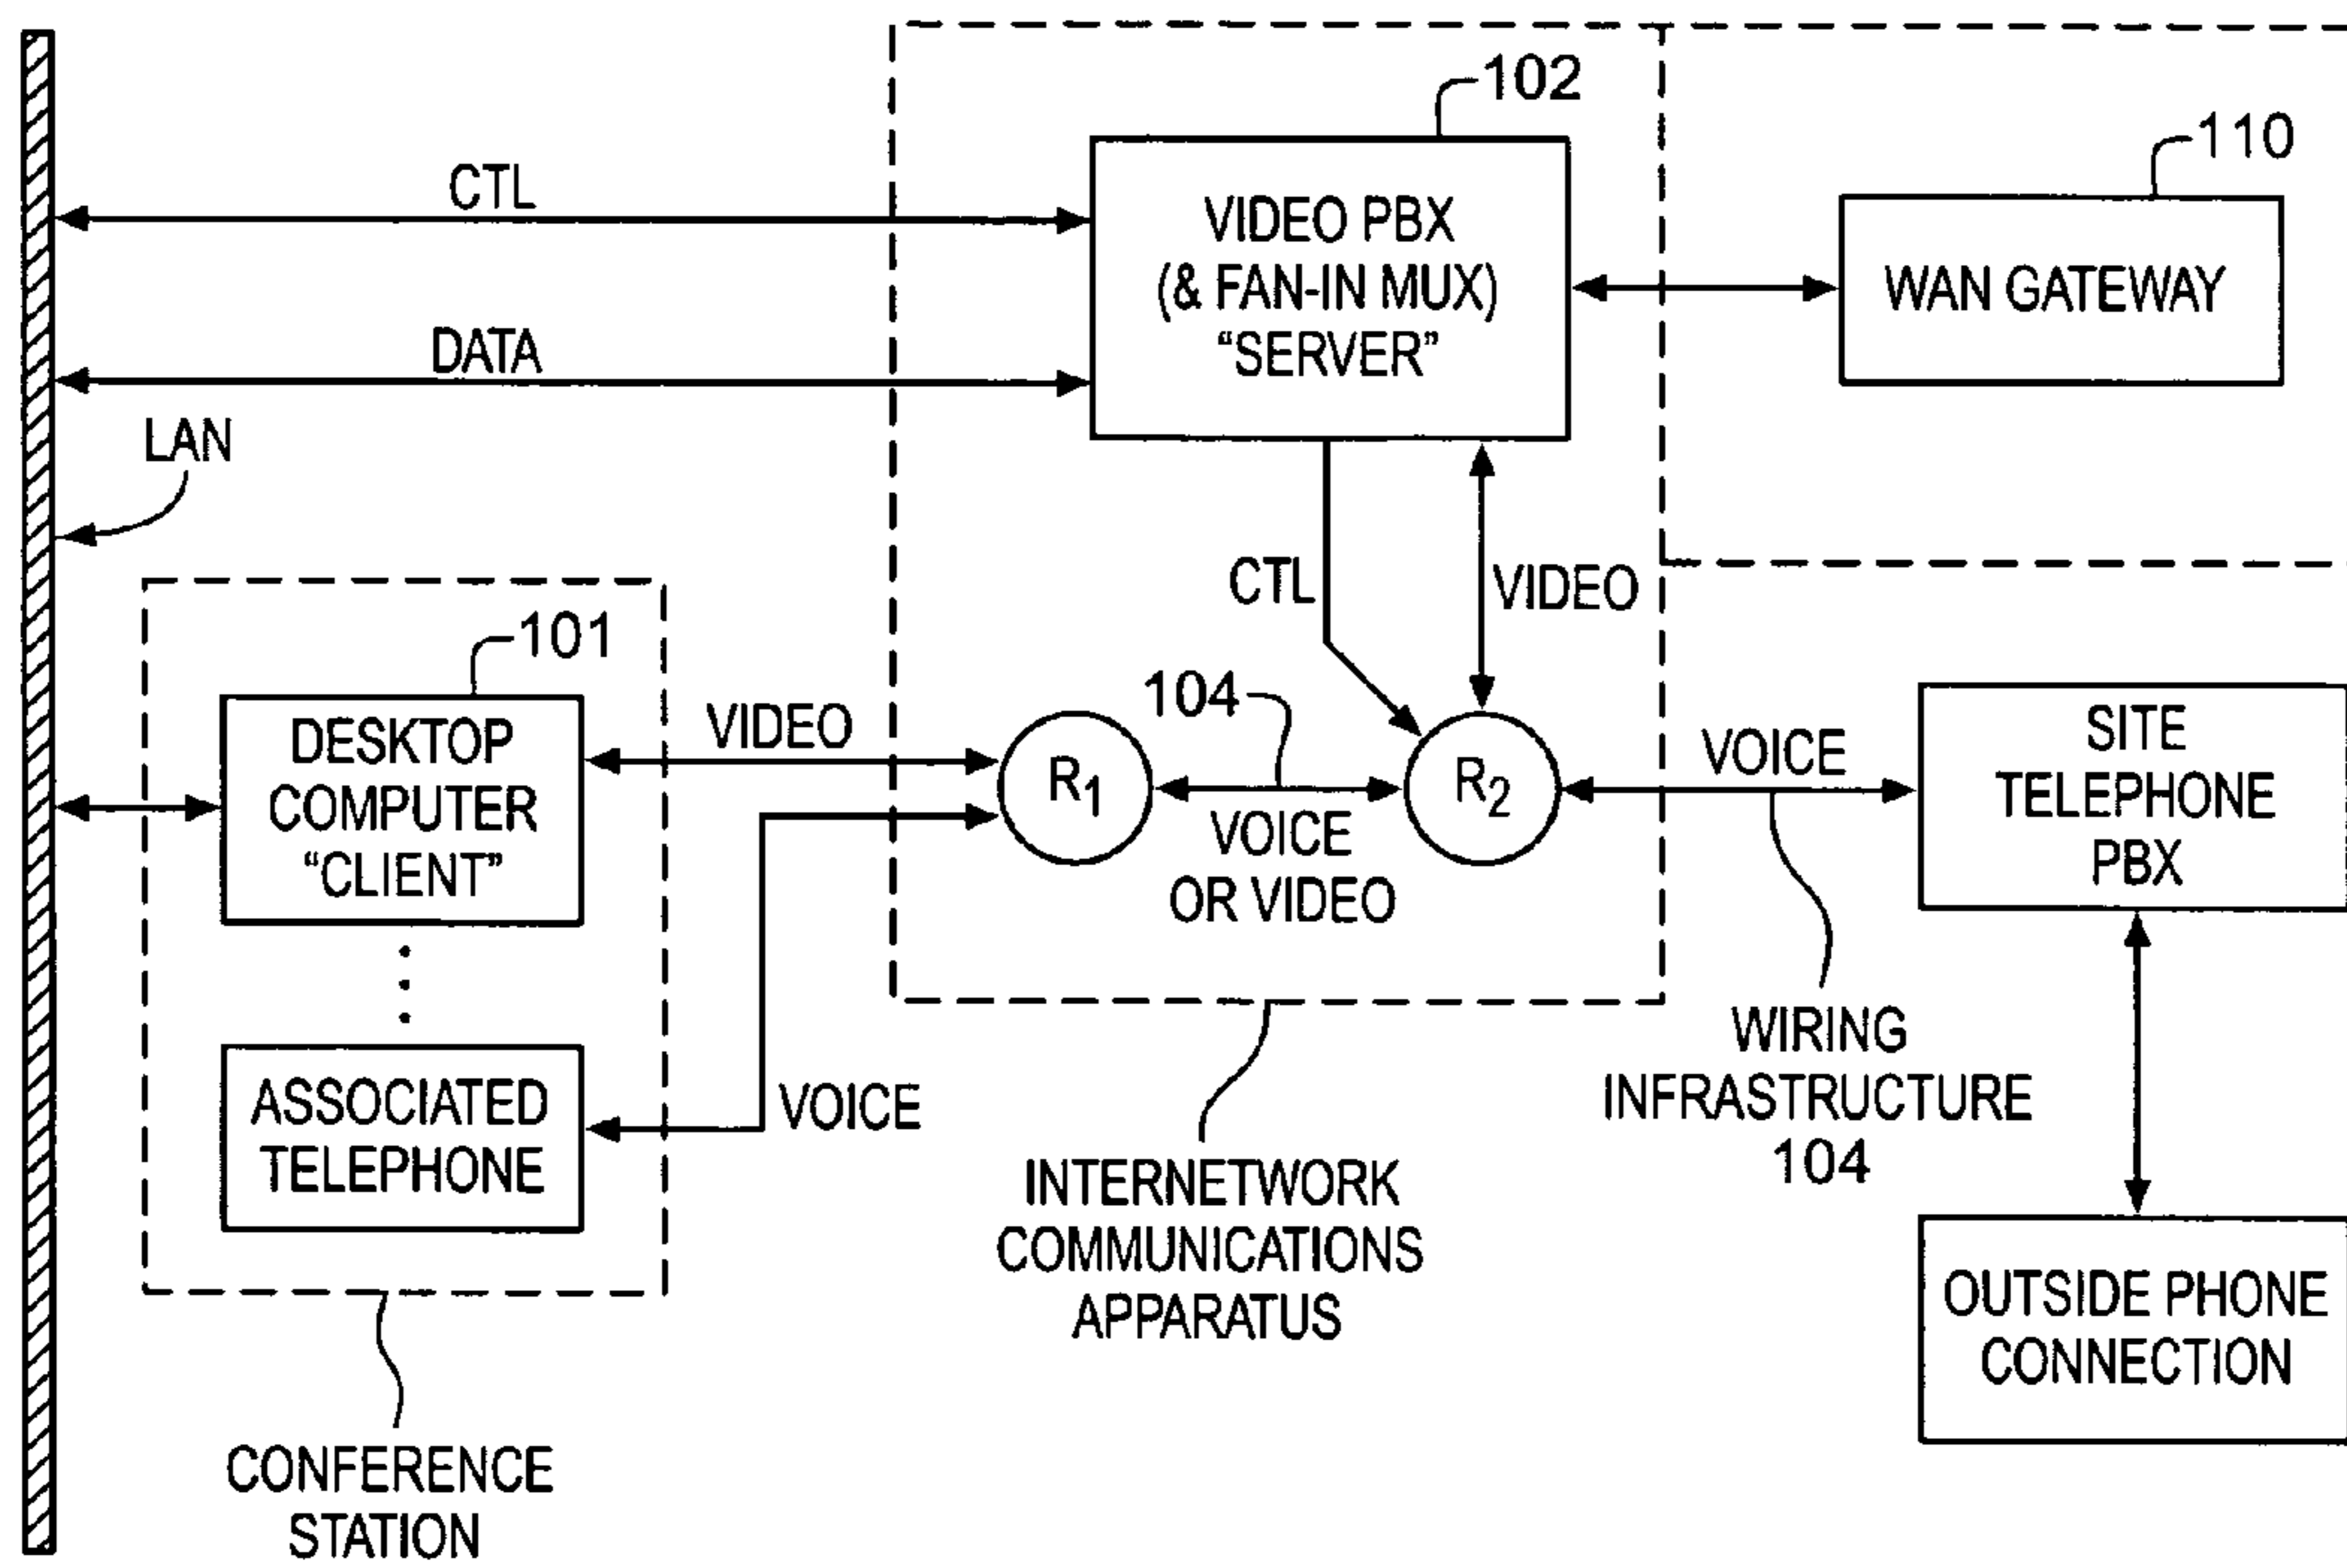 102
110
CTL
VIDEO PBX
(& FAN-IN MUX)
“SERVER”
WAN GATEWAY
DATA
LAN
CTL
VIDEO
101
DESKTOP
COMPUTER
“CLIENT”
VIDEO
104
R1
R2
VOICE
OR VIDEO
VOICE
SITE
TELEPHONE
PBX
ASSOCIATED
TELEPHONE
VOICE
WIRING
INFRASTRUCTURE
104
INTERNETWORK
COMMUNICATIONS
APPARATUS
OUTSIDE PHONE
CONNECTION
CONFERENCE
STATION